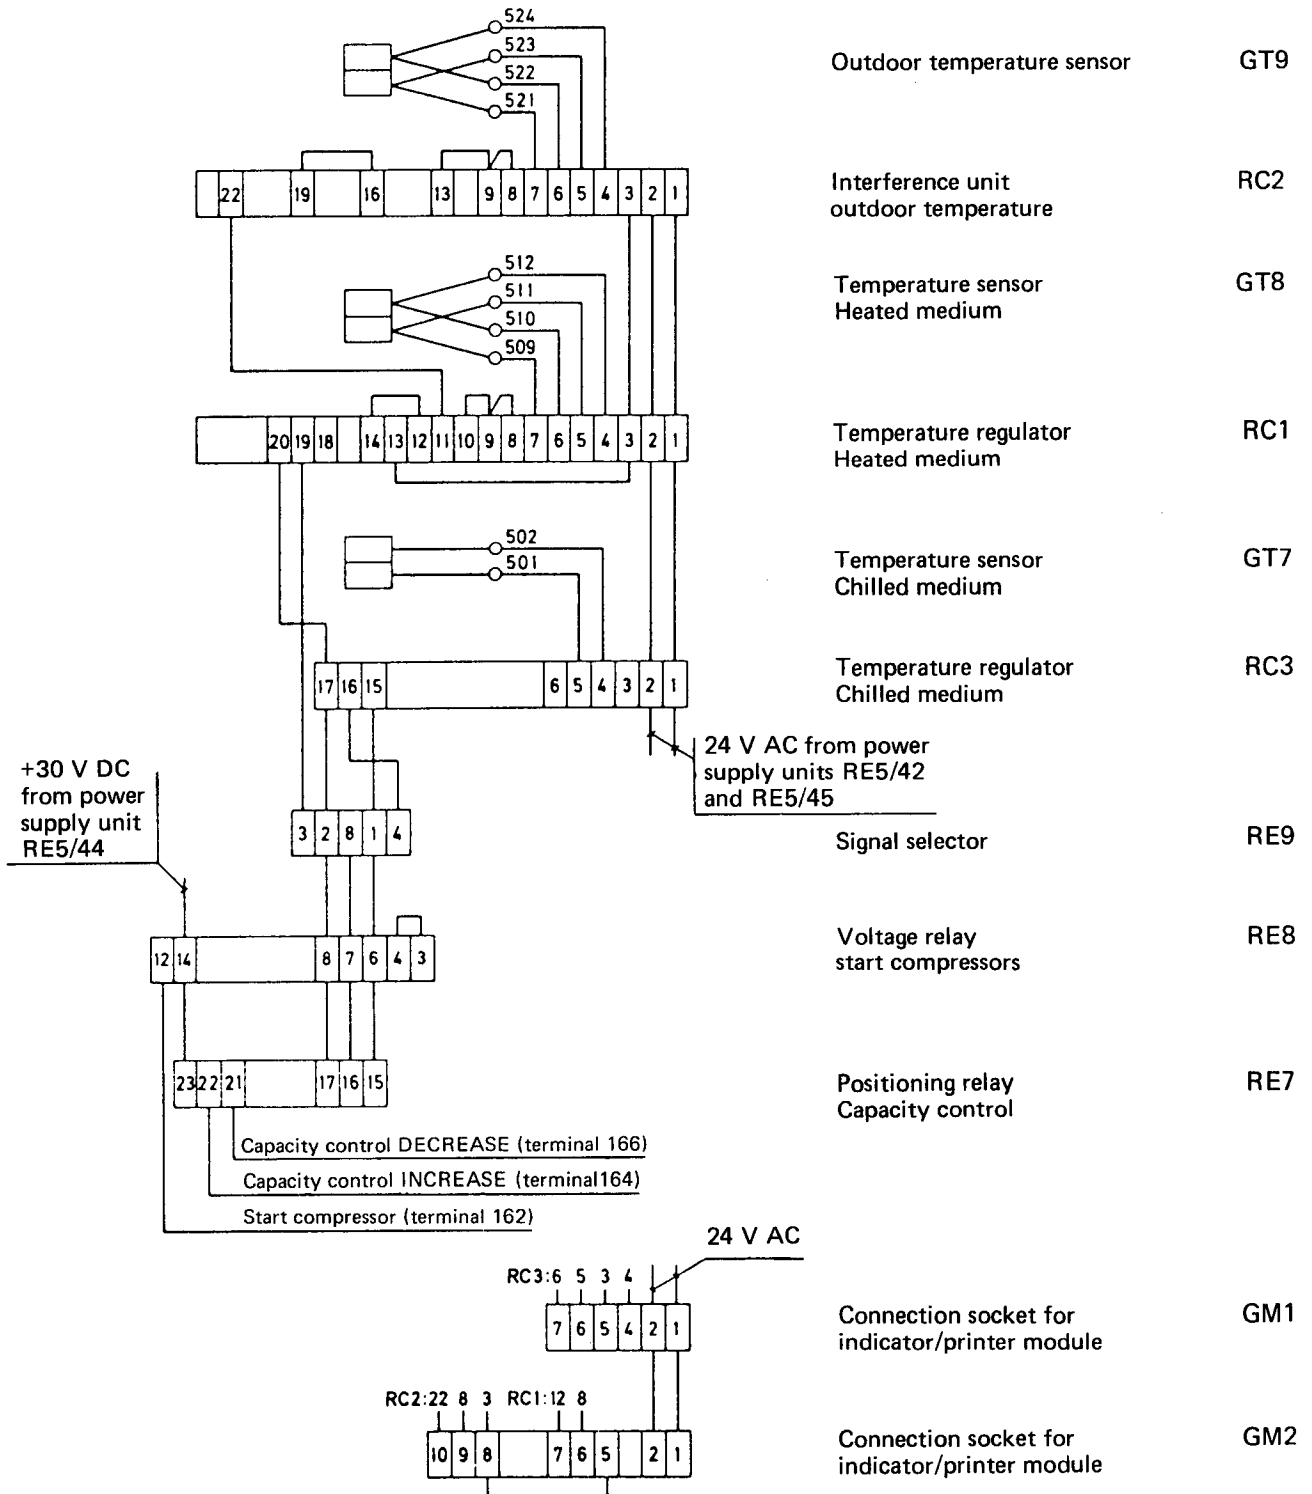 524
523
522
521
Outdoor temperature sensor GT9
22 19 16 13 9 8 7 6 5 4 3 2 1
Interference unit RC2
outdoor temperature
512
511
510
509
Temperature sensor GT8
Heated medium
20 19 18 14 13 12 11 10 9 8 7 6 5 4 3 2 1
Temperature regulator RC1
Heated medium
502
501
Temperature sensor GT7
Chilled medium
17 16 15 6 5 4 3 2 1
Temperature regulator RC3
Chilled medium
24 V AC from power
supply units RE5/42
and RE5/45
+30 V DC
from power
supply unit
RE5/44
3 2 8 1 4
Signal selector RE9
12 14 8 7 6 4 3
Voltage relay RE8
start compressors
23 22 21 17 16 15
Positioning relay RE7
Capacity control
Capacity control DECREASE (terminal 166)
Capacity control INCREASE (terminal164)
Start compressor (terminal 162)
24 V AC
RC3:6 5 3 4
7 6 5 4 2 1
Connection socket for GM1
indicator/printer module
RC2:22 8 3 RC1:12 8
10 9 8 7 6 5 2 1
Connection socket for GM2
indicator/printer module